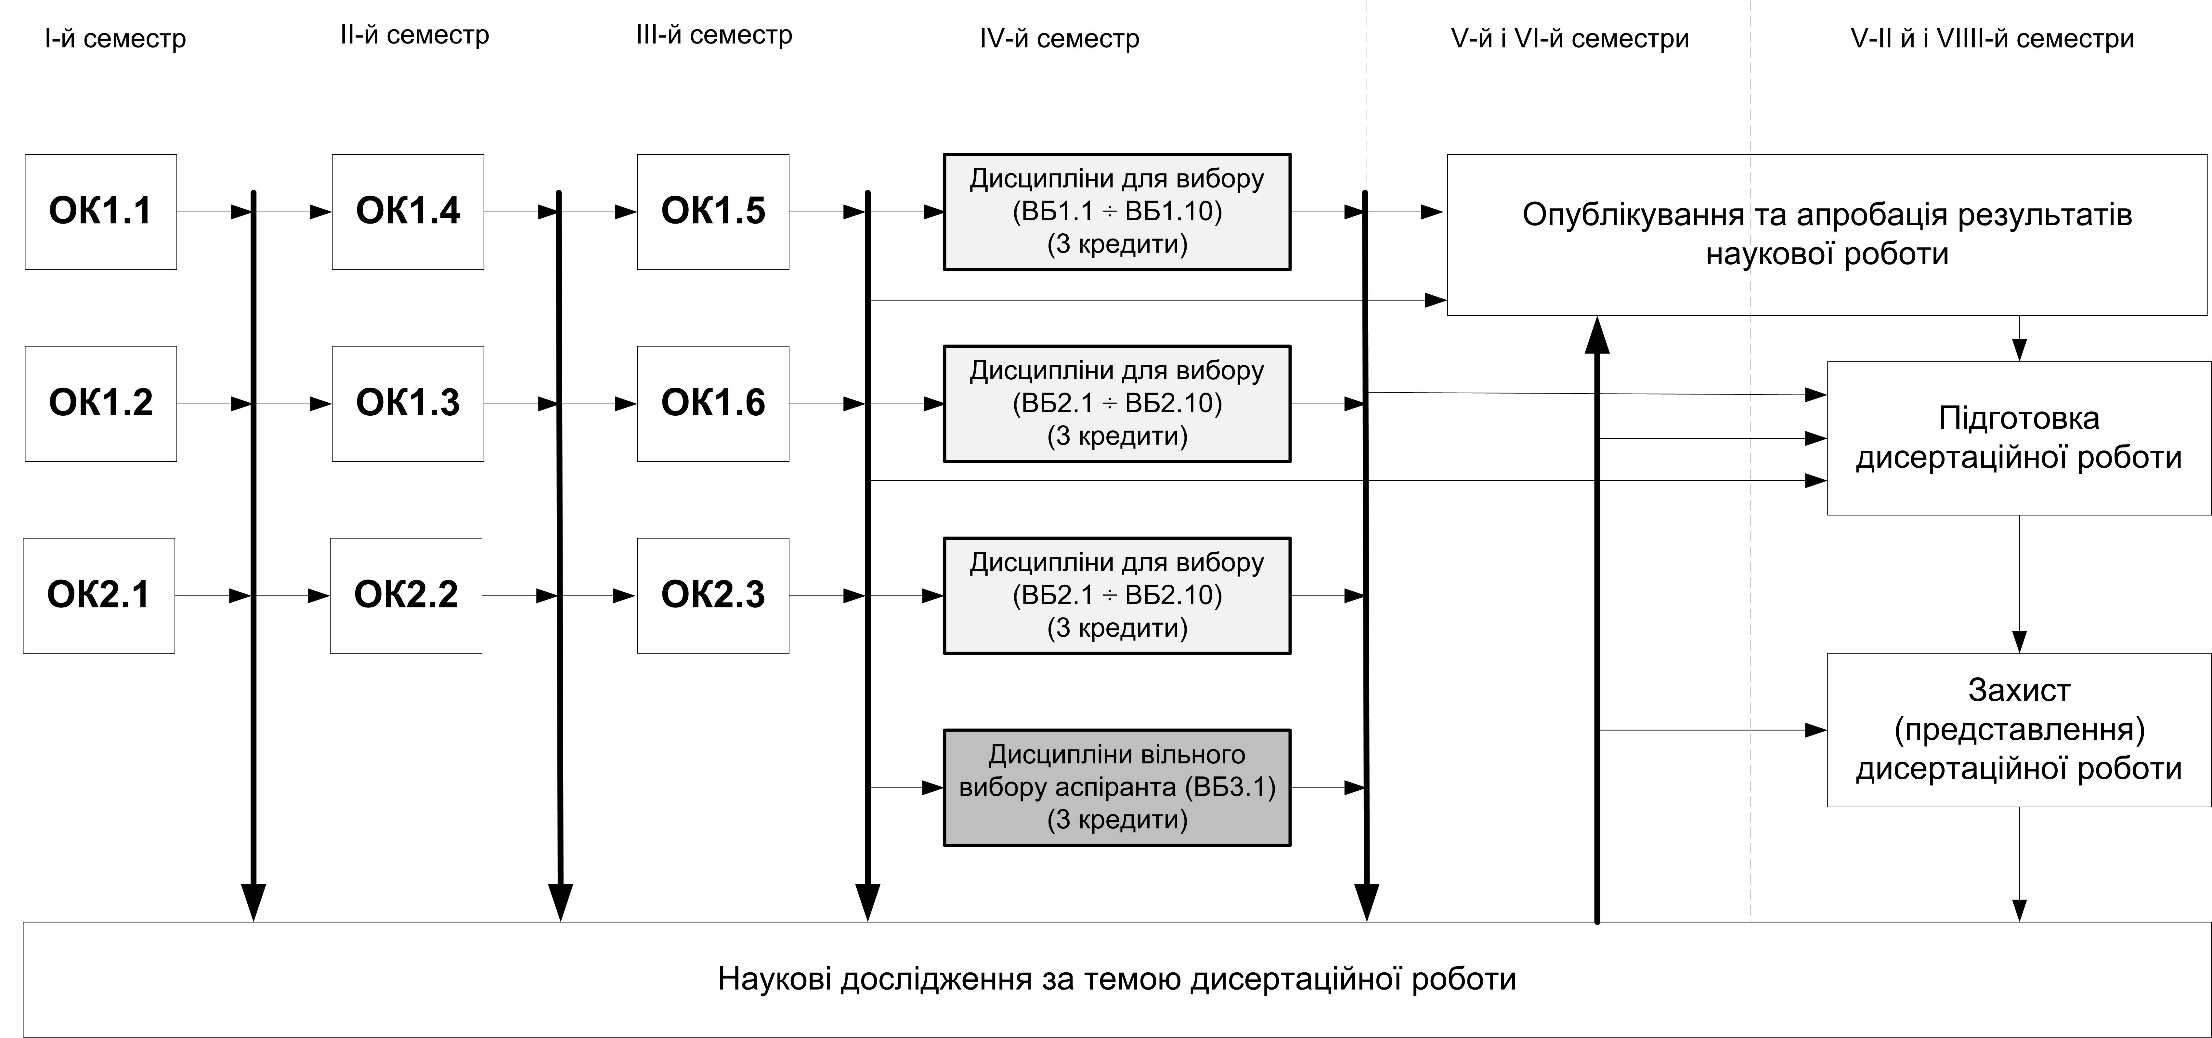 I-й семестр
II-й семестр
III-й семестр
IV-й семестр
V-й і VI-й семестри
V-II й і VIIII-й семестри
ОК1.1
ОК1.4
ОК1.5
Дисципліни для вибору
(ВБ1.1 ÷ ВБ1.10)
(3 кредити)
Опублікування та апробація результатів
наукової роботи
ОК1.2
ОК1.3
ОК1.6
Дисципліни для вибору
(ВБ2.1 ÷ ВБ2.10)
(3 кредити)
Підготовка
дисертаційної роботи
ОК2.1
ОК2.2
ОК2.3
Дисципліни для вибору
(ВБ2.1 ÷ ВБ2.10)
(3 кредити)
Захист
(представлення)
дисертаційної роботи
Дисципліни вільного
вибору аспіранта (ВБ3.1)
(3 кредити)
Наукові дослідження за темою дисертаційної роботи